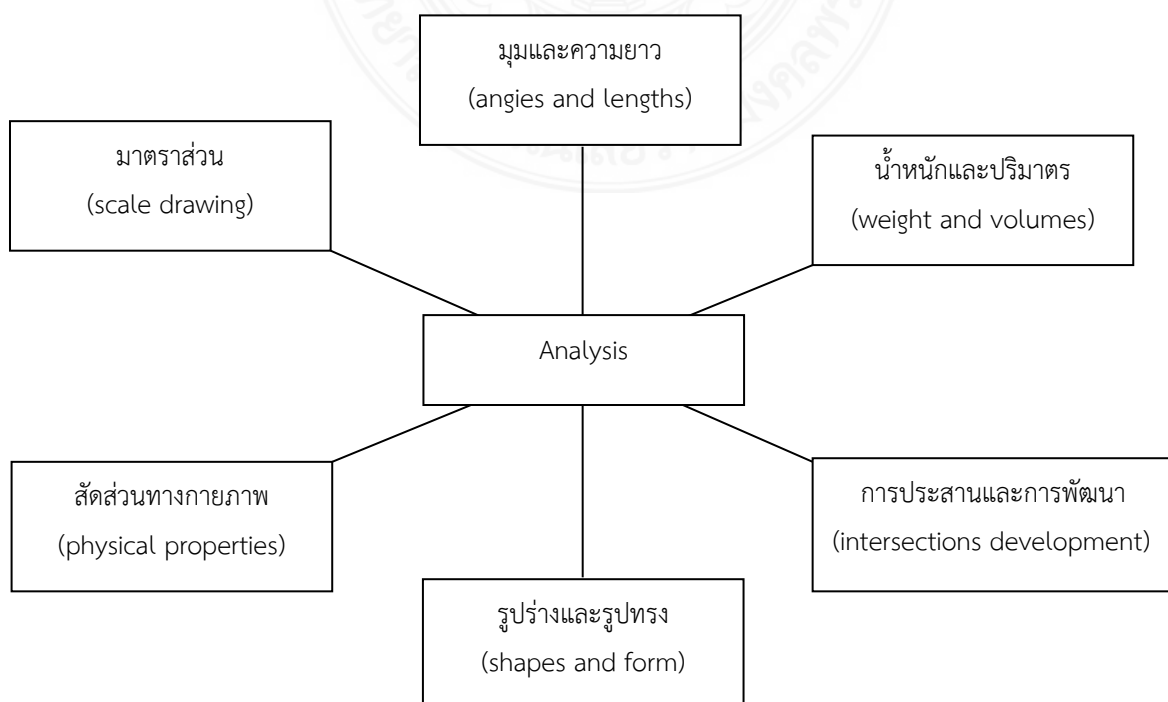 มุมและความยาว
(angies and lengths)
มาตราส่วน
(scale drawing)
น้ำหนักและปริมาตร
(weight and volumes)
Analysis
สัดส่วนทางกายภาพ
(physical properties)
การประสานและการพัฒนา
(intersections development)
รูปร่างและรูปทรง
(shapes and form)